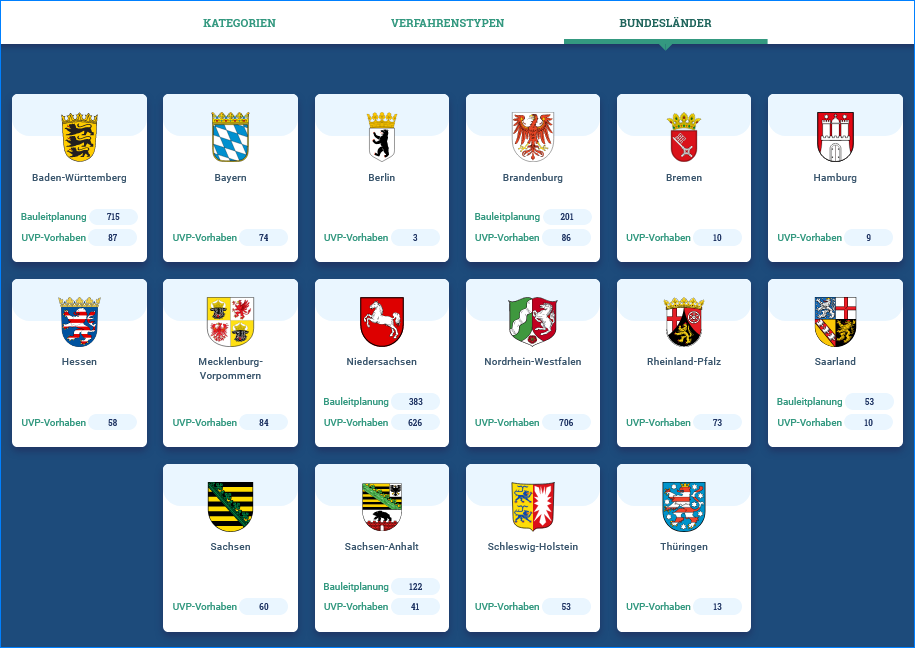 KATEGORIEN VERFAHRENSTYPEN BUNDESLÄNDER
Baden-Württemberg
Bauleitplanung 715
UVP-Vorhaben 87
Bayern
UVP-Vorhaben 74
Berlin
UVP-Vorhaben 3
Brandenburg
Bauleitplanung 201
UVP-Vorhaben 86
Bremen
UVP-Vorhaben 10
Hamburg
UVP-Vorhaben 9
Hessen
UVP-Vorhaben 58
Mecklenburg-
Vorpommern
UVP-Vorhaben 84
Niedersachsen
Bauleitplanung 383
UVP-Vorhaben 626
Nordrhein-Westfalen
UVP-Vorhaben 706
Rheinland-Pfalz
UVP-Vorhaben 73
Saarland
Bauleitplanung 53
UVP-Vorhaben 10
Sachsen
UVP-Vorhaben 60
Sachsen-Anhalt
Bauleitplanung 122
UVP-Vorhaben 41
Schleswig-Holstein
UVP-Vorhaben 53
Thüringen
UVP-Vorhaben 13